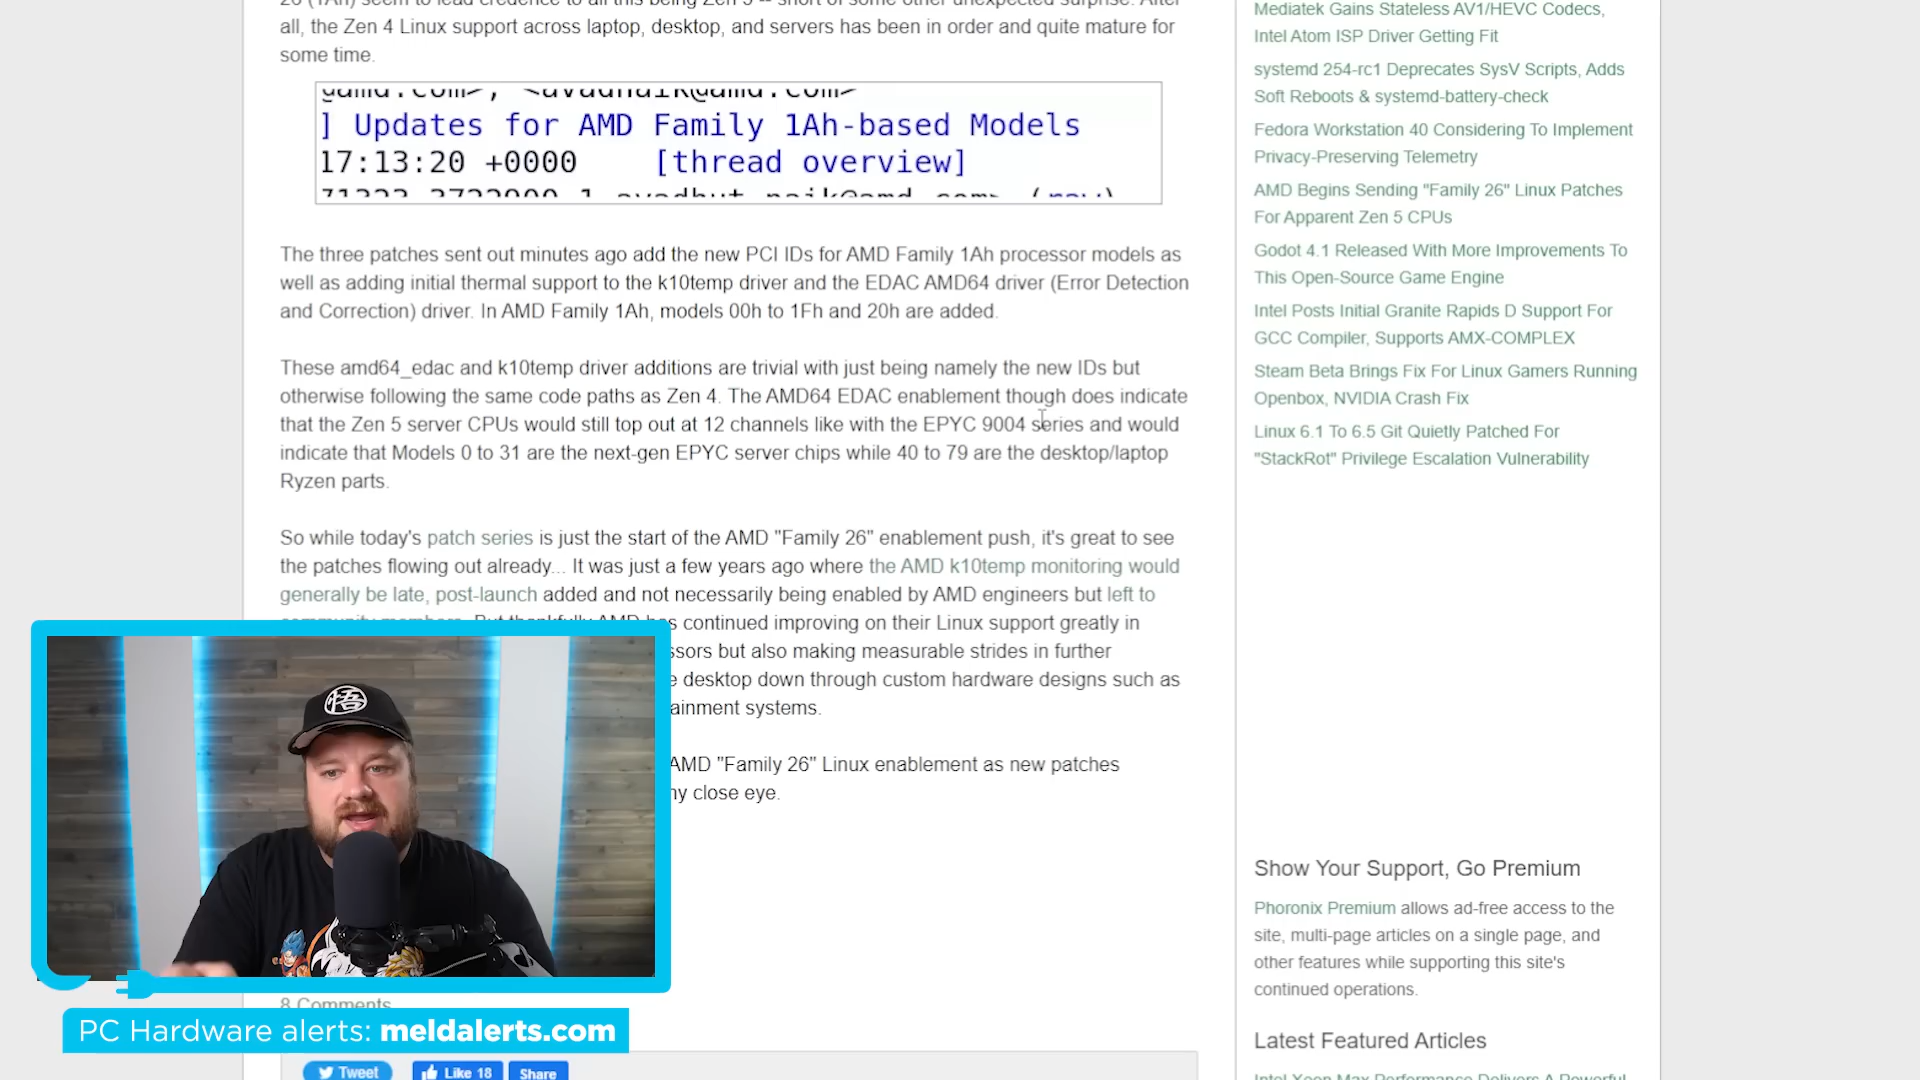 all, the Zen 4 Linux support across laptop, desktop, and servers has been in order and quite mature for
some time.
] Updates for AMD Family 1Ah-based Models
17:13:20 +0000 [thread overview]
The three patches sent out minutes ago add the new PCI IDs for AMD Family 1Ah processor models as
well as adding initial thermal support to the k10temp driver and the EDAC AMD64 driver (Error Detection
and Correction) driver. In AMD Family 1Ah, models 00h to 1Fh and 20h are added.
These amd64_edac and k10temp driver additions are trivial with just being namely the new IDs but
otherwise following the same code paths as Zen 4. The AMD64 EDAC enablement though does indicate
that the Zen 5 server CPUs would still top out at 12 channels like with the EPYC 9004 series and would
indicate that Models 0 to 31 are the next-gen EPYC server chips while 40 to 79 are the desktop/laptop
Ryzen parts.
So while today's patch series is just the start of the AMD "Family 26" enablement push, it's great to see
the patches flowing out already... It was just a few years ago where the AMD k10temp monitoring would
generally be late, post-launch added and not necessarily being enabled by AMD engineers but left to
continued improving on their Linux support greatly in
but also making measurable strides in further
desktop down through custom hardware designs such as
systems.
AMD "Family 26" Linux enablement as new patches
close eye.
8 Comments
Tweet
Like 18
Share
Mediatek Gains Stateless AV1/HEVC Codecs,
Intel Atom ISP Driver Getting Fit
systemd 254-rc1 Deprecates SysV Scripts, Adds
Soft Reboots & systemd-battery-check
Fedora Workstation 40 Considering To Implement
Privacy-Preserving Telemetry
AMD Begins Sending "Family 26" Linux Patches
For Apparent Zen 5 CPUs
Godot 4.1 Released With More Improvements To
This Open-Source Game Engine
Intel Posts Initial Granite Rapids D Support For
GCC Compiler, Supports AMX-COMPLEX
Steam Beta Brings Fix For Linux Gamers Running
Openbox, NVIDIA Crash Fix
Linux 6.1 To 6.5 Git Quietly Patched For
"StackRot" Privilege Escalation Vulnerability
Show Your Support, Go Premium
Phoronix Premium allows ad-free access to the
site, multi-page articles on a single page, and
other features while supporting this site's
continued operations.
Latest Featured Articles
悟
PC Hardware alerts: meldalerts.com